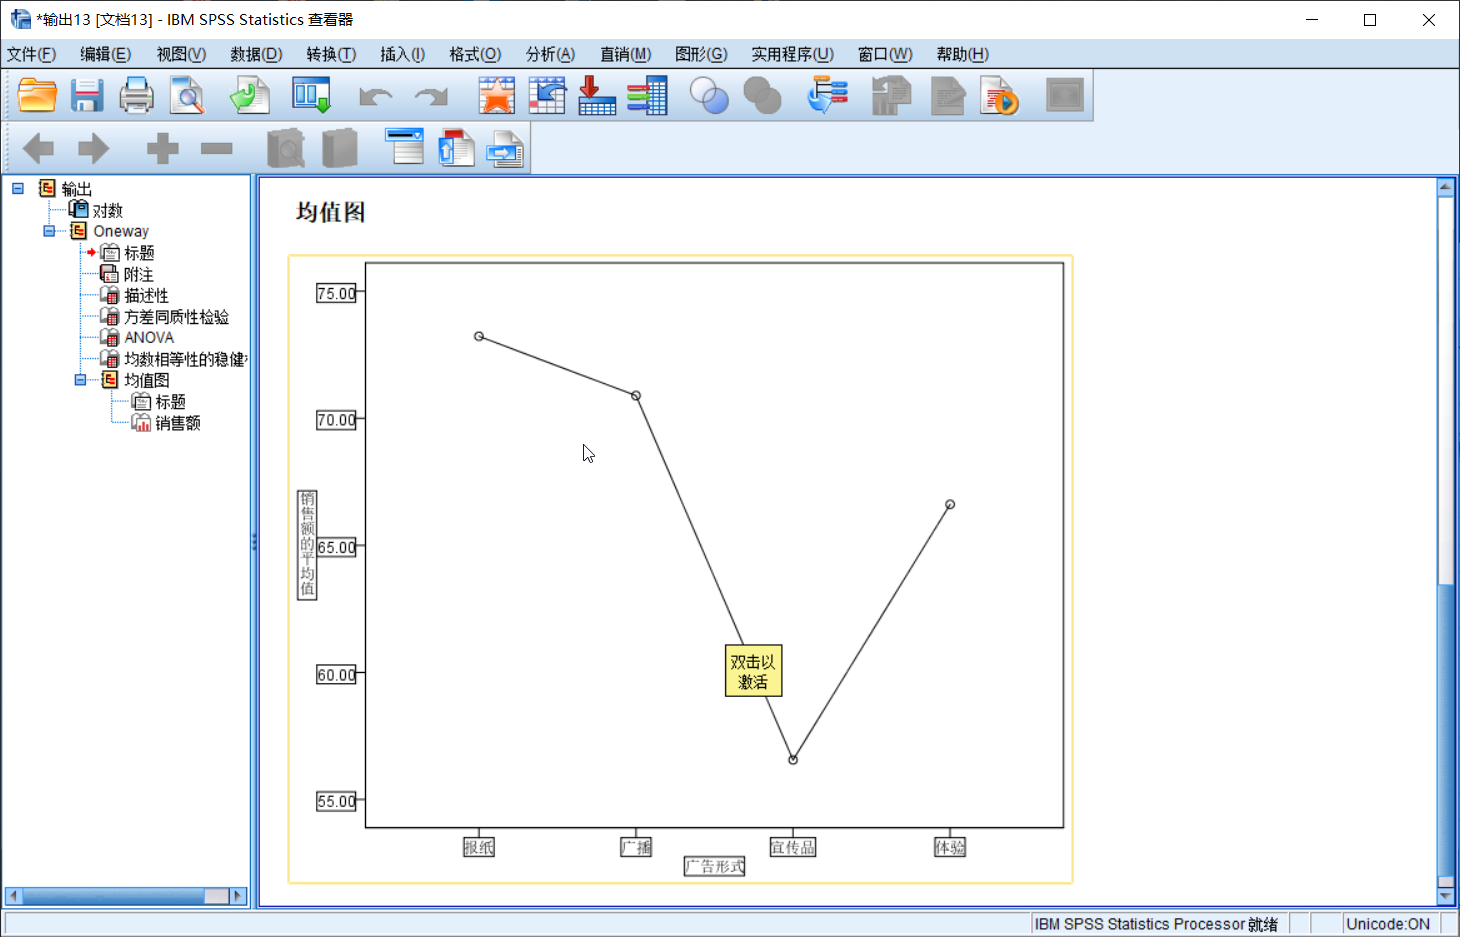 *输出13 [文档13] - IBM SPSS Statistics 查看器
文件(F) 编辑(E) 视图(V) 数据(D) 转换(T) 插入(I) 格式(O) 分析(A) 直销(M) 图形(G) 实用程序(U) 窗口(W) 帮助(H)
输出
对数
Oneway
标题
附注
描述性
方差同质性检验
ANOVA
均数相等性的稳健
均值图
标题
销售额
均值图
75.00
70.00
65.00
60.00
55.00
销售额的平均值
双击以
激活
报纸 广播 宣传品 体验
广告形式
IBM SPSS Statistics Processor 就绪 Unicode:ON